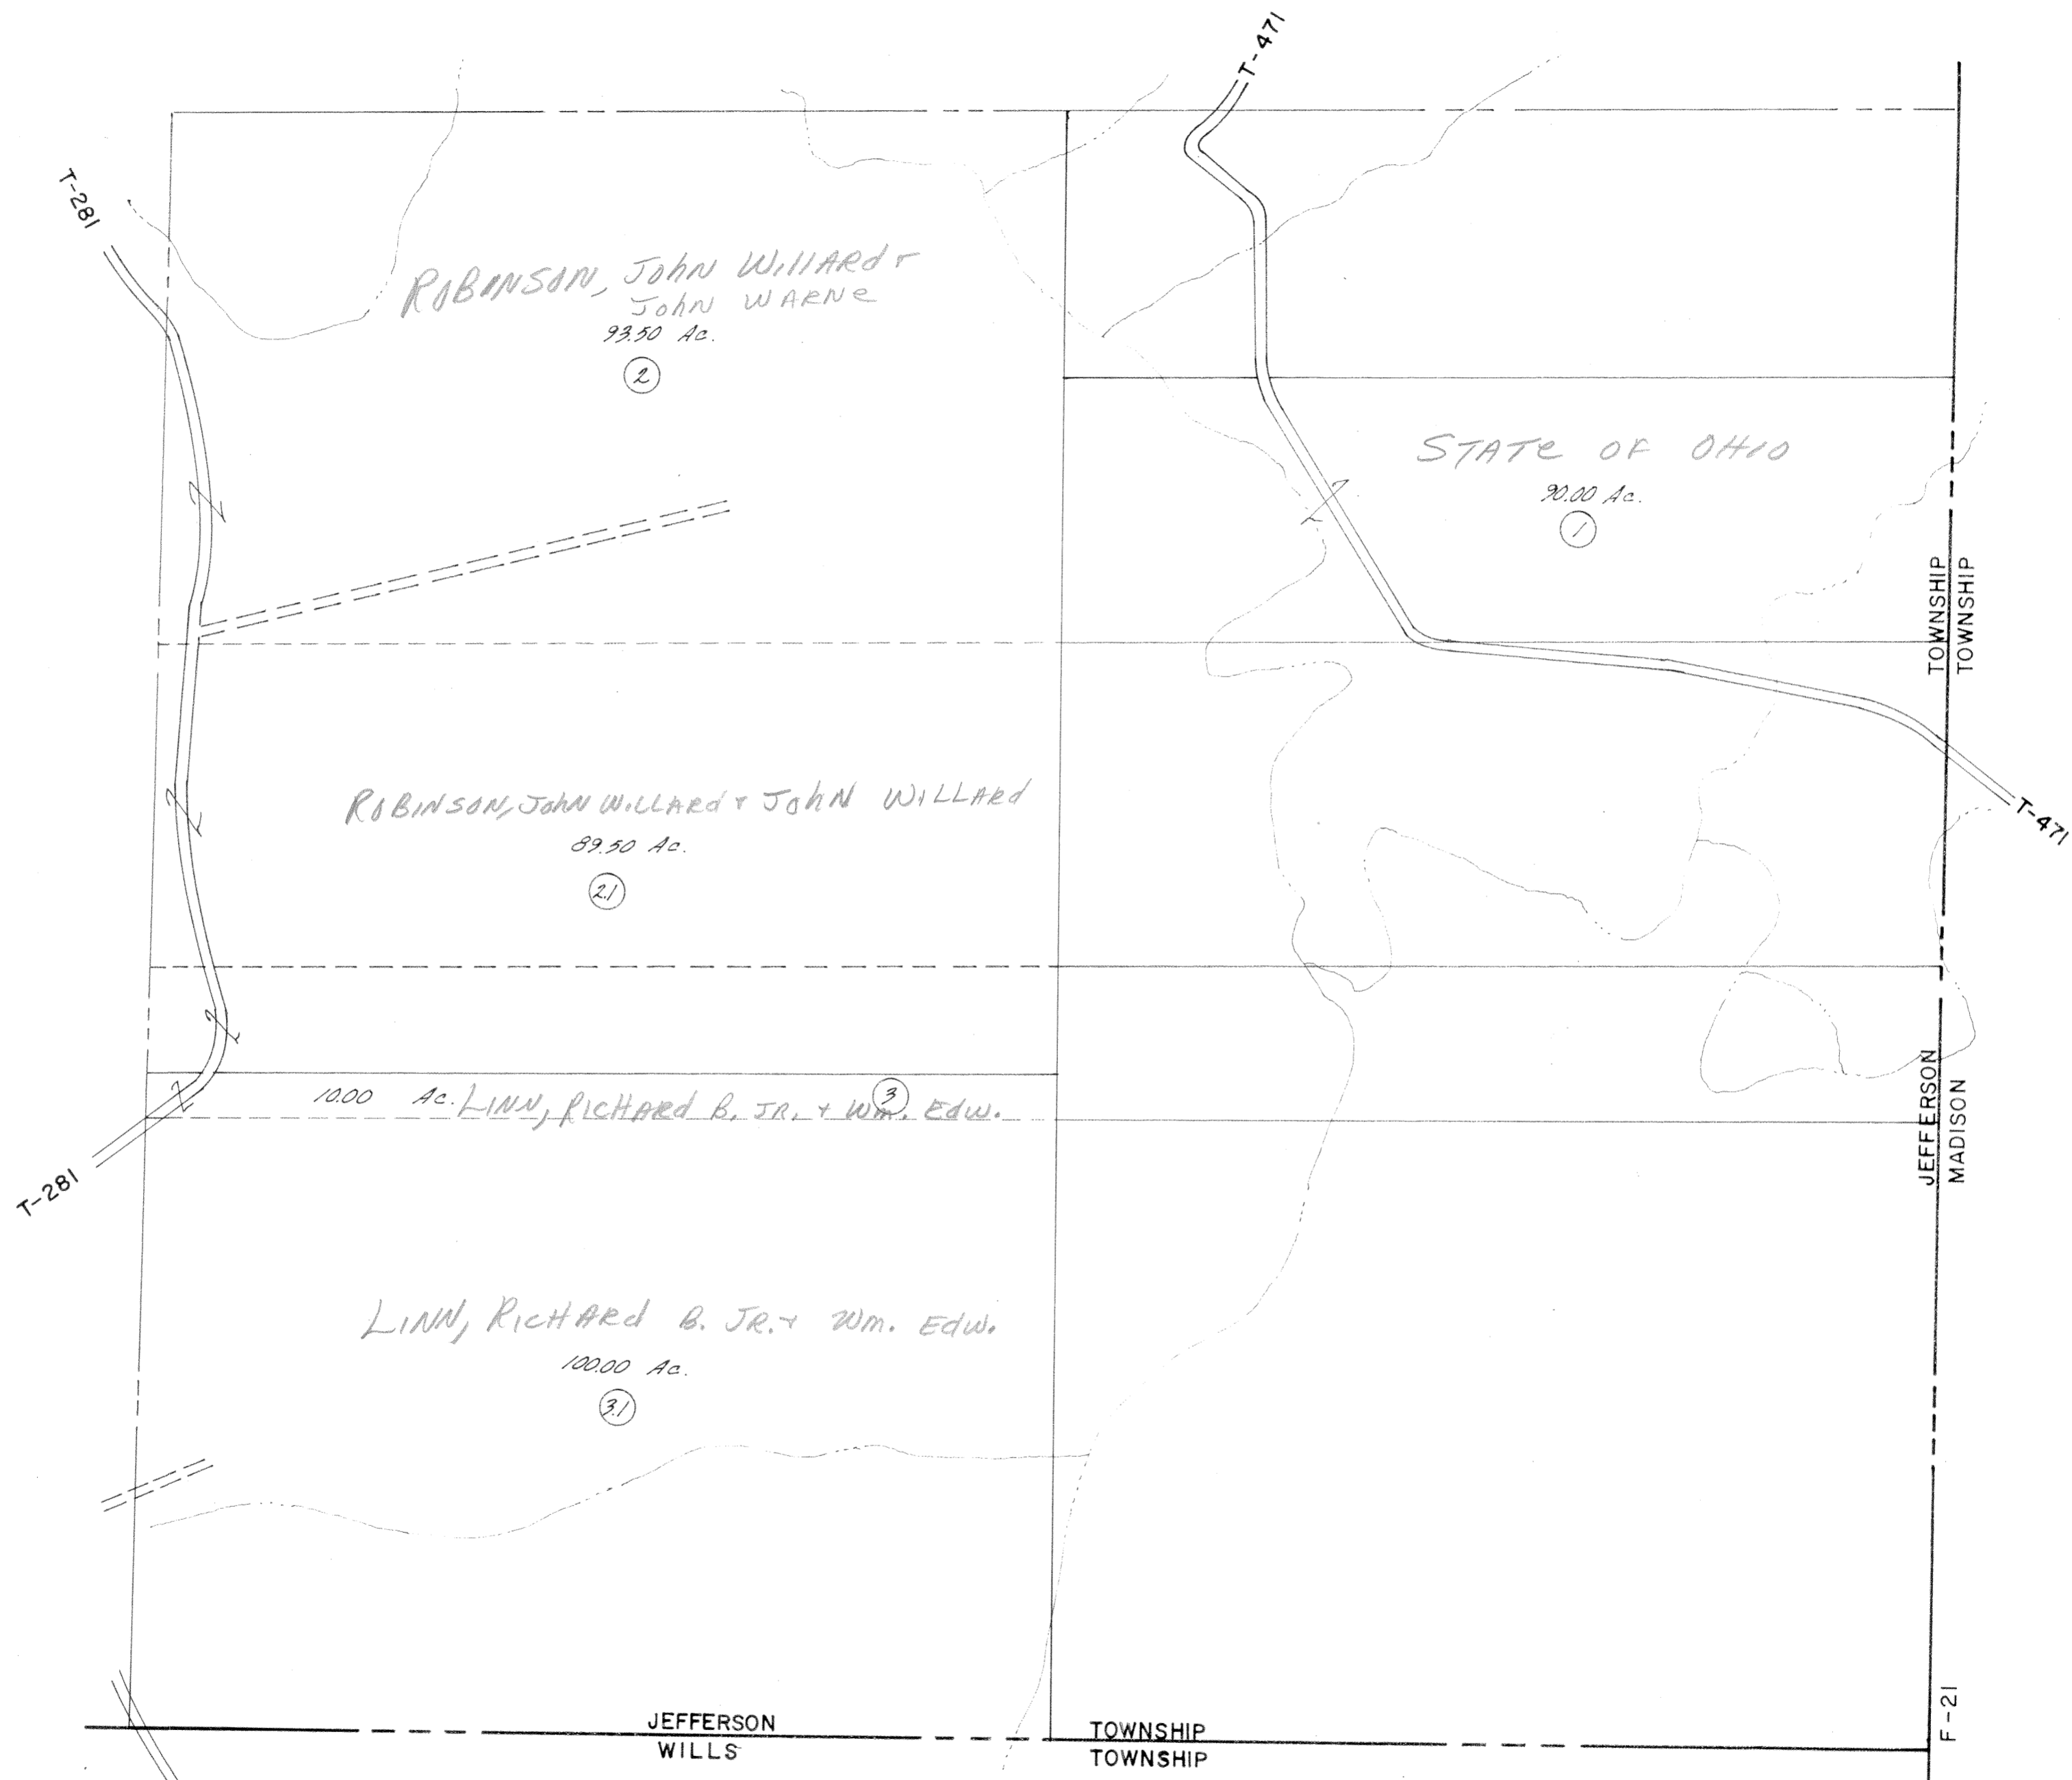 T-471
T-281
ROBINSON, John WillARd +
John WARNe
93.50 Ac.
2
STATe OF OHIO
90.00 Ac.
1
TOWNSHIP
TOWNSHIP
ROBINSON, John WiLLARd + John WiLLARd
89.50 Ac.
2.1
T-471
10.00 Ac. LINN, RICHARd B. JR. + Wm. Edw.
3
JEFFERSON
MADISON
T-281
LINN, RICHARd B. JR. + Wm. Edw.
100.00 Ac.
3.1
F-21
JEFFERSON TOWNSHIP
WILLS TOWNSHIP